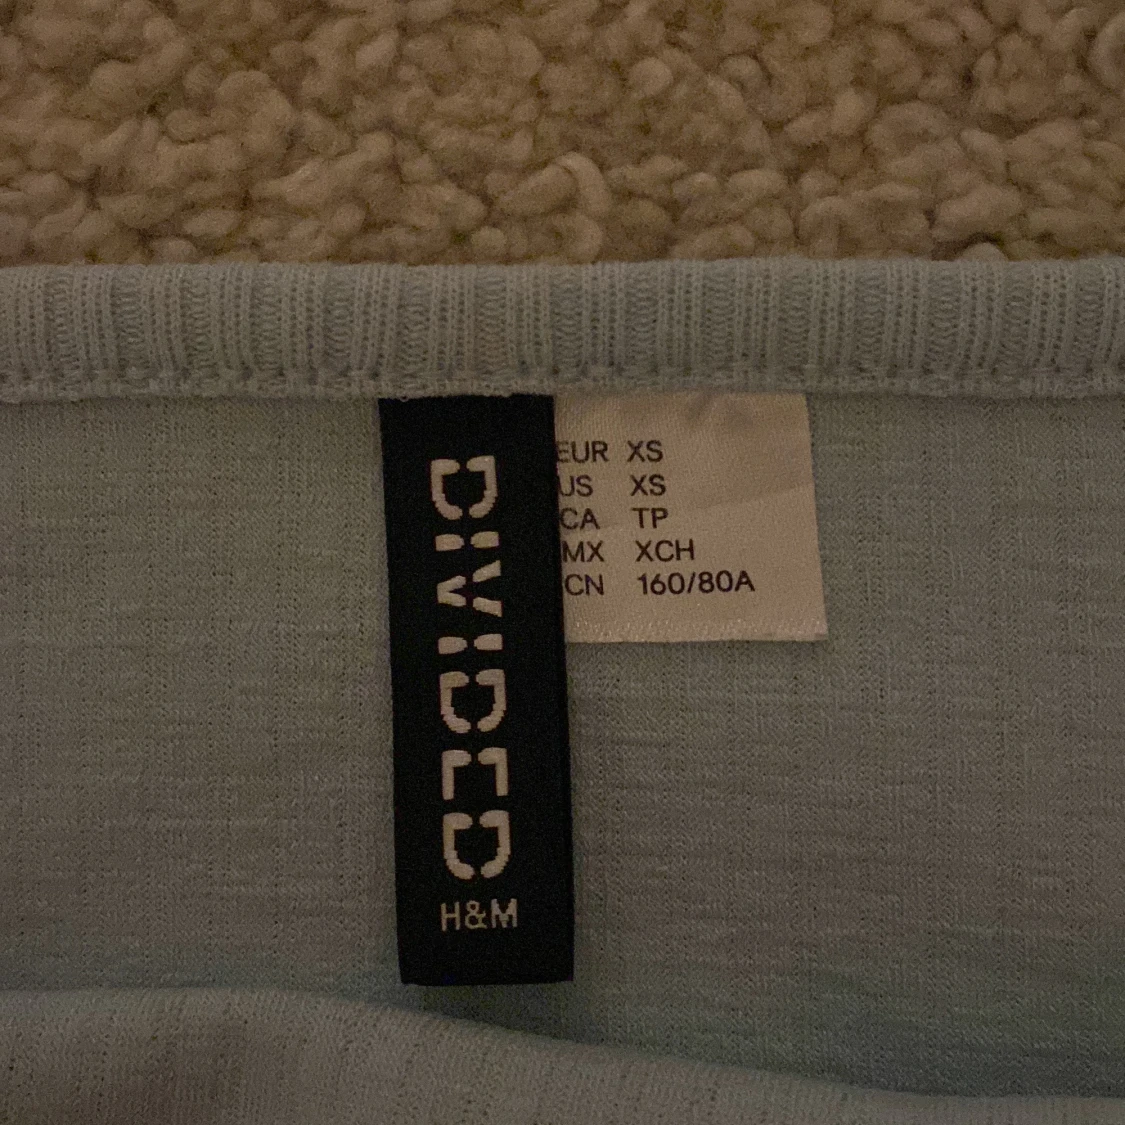 DIVIDED
H&M
EUR XS
US XS
CA TP
MX XCH
CN 160/80A